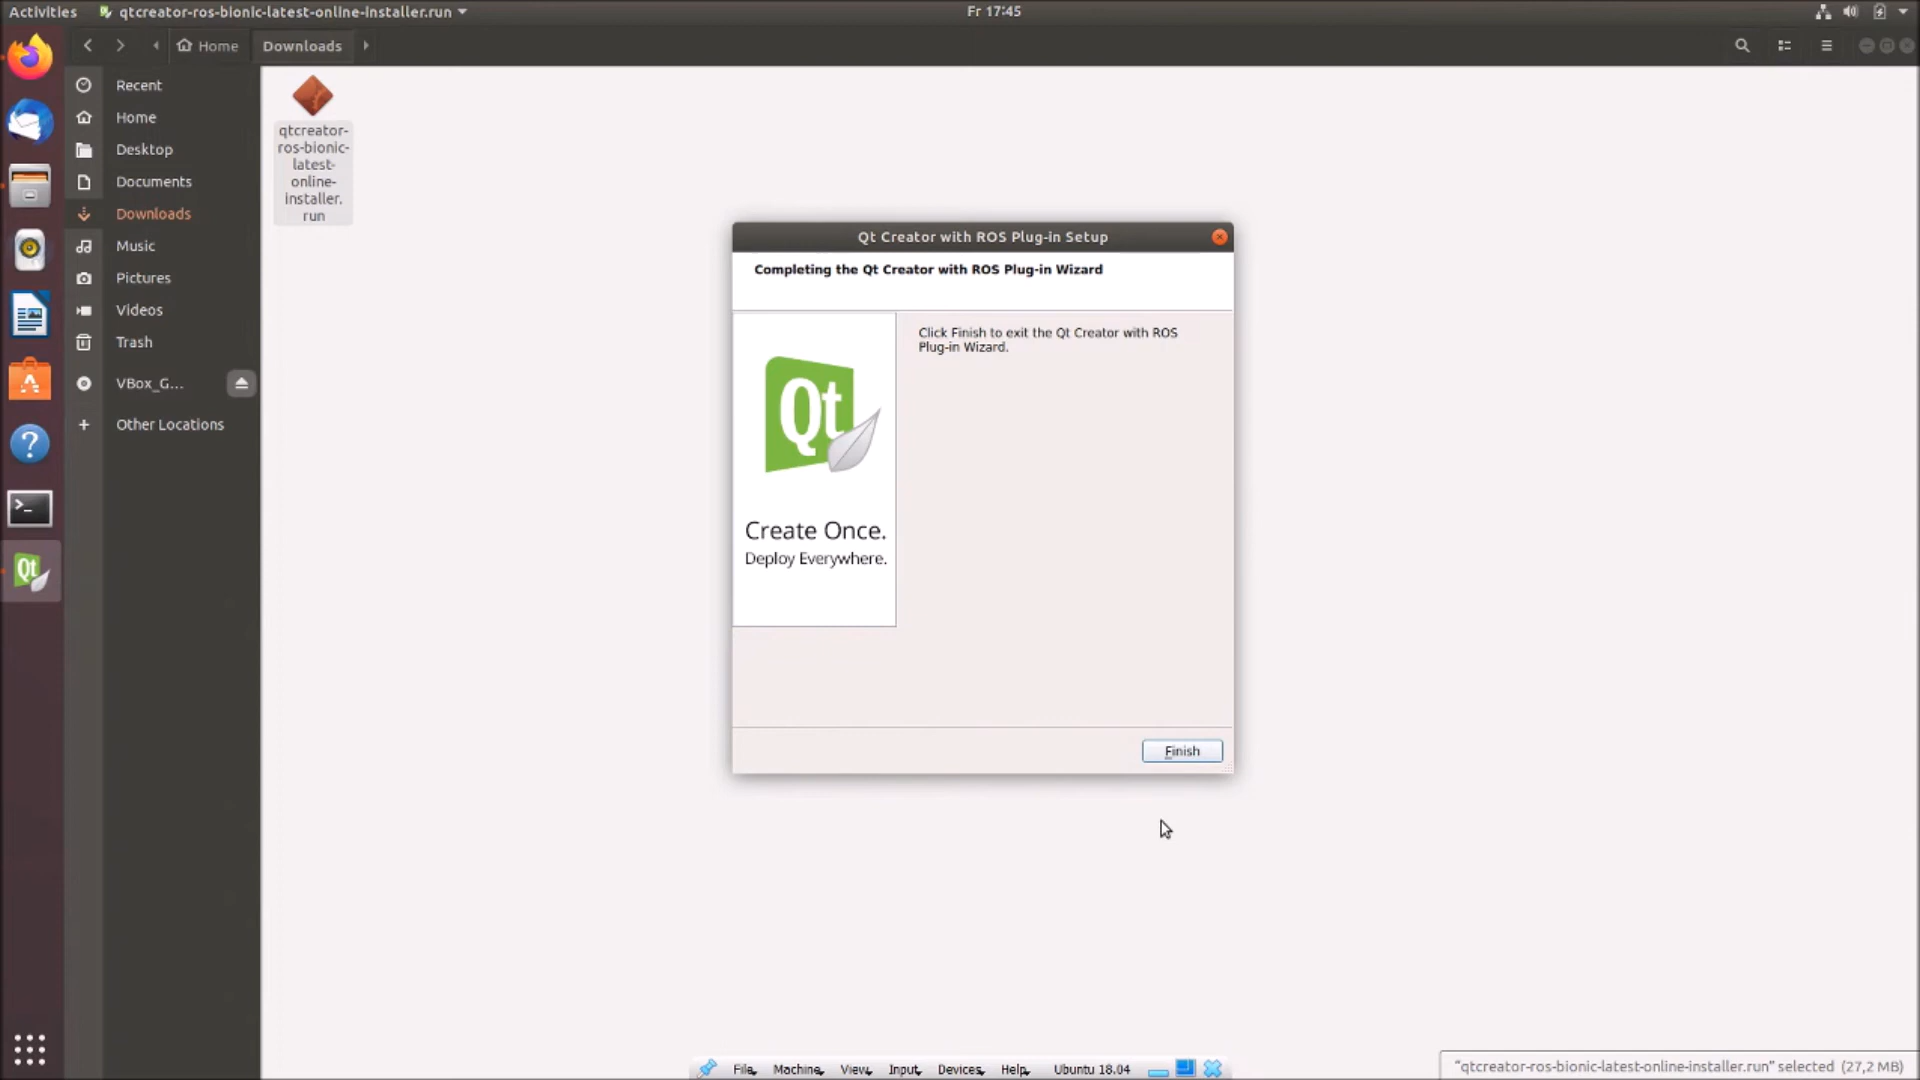 Activities
qtcreator-ros-bionic-latest-online-installer.run
Fr 17:45
Home
Downloads
Recent
Home
Desktop
Documents
Downloads
Music
Pictures
Videos
Trash
VBox_G...
Other Locations
qtcreator-
ros-bionic-
latest-
online-
installer.
run
Qt Creator with ROS Plug-in Setup
Completing the Qt Creator with ROS Plug-in Wizard
Click Finish to exit the Qt Creator with ROS
Plug-in Wizard.
Qt
Create Once.
Deploy Everywhere.
Finish
Qt
File Machine View Input Devices Help Ubuntu 18.04
"qtcreator-ros-bionic-latest-online-installer.run" selected (27,2 MB)